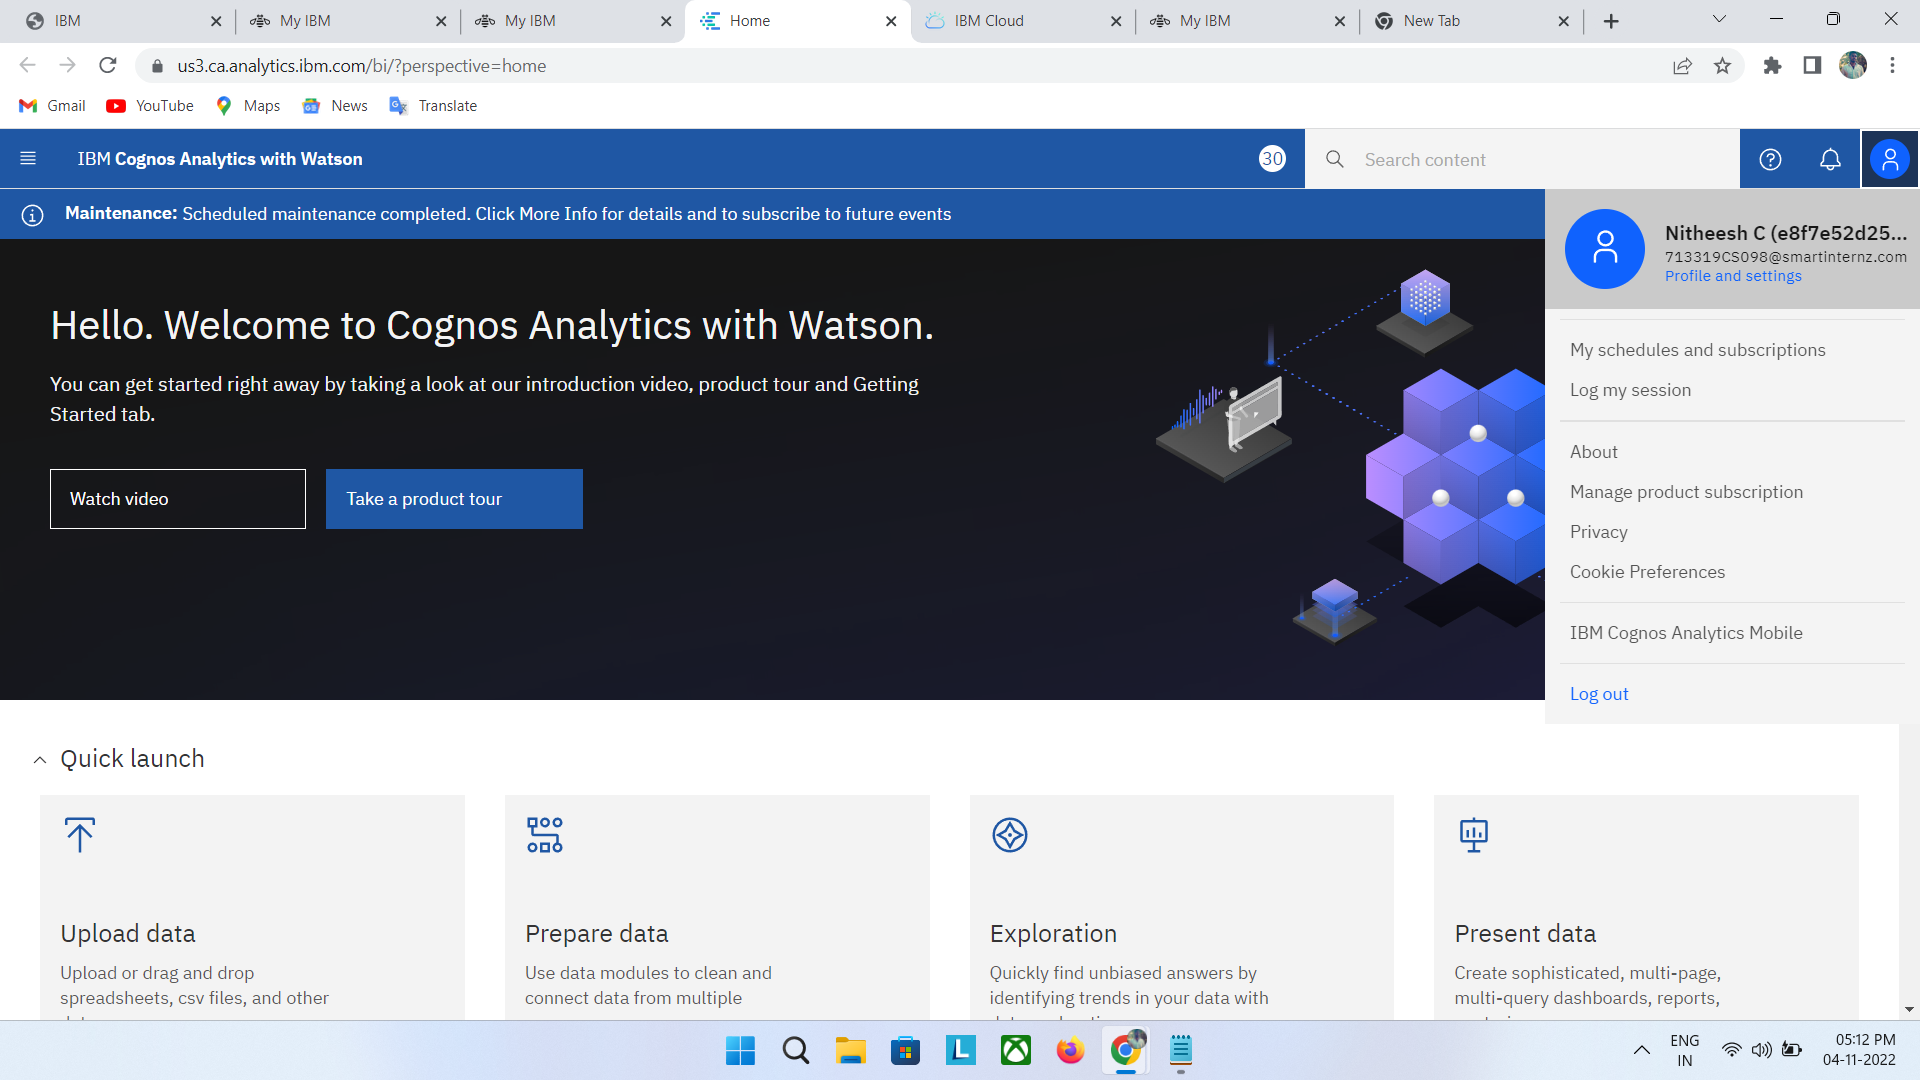 IBM
My IBM
My IBM
Home
IBM Cloud
My IBM
New Tab
us3.ca.analytics.ibm.com/bi/?perspective=home
Gmail
YouTube
Maps
News
Translate
IBM Cognos Analytics with Watson
30
Search content
Maintenance: Scheduled maintenance completed. Click More Info for details and to subscribe to future events
Nitheesh C (e8f7e52d25...
713319CS098@smartinternz.com
Profile and settings
My schedules and subscriptions
Log my session
About
Manage product subscription
Privacy
Cookie Preferences
IBM Cognos Analytics Mobile
Log out
Hello. Welcome to Cognos Analytics with Watson.
You can get started right away by taking a look at our introduction video, product tour and Getting
Started tab.
Watch video
Take a product tour
Quick launch
Upload data
Upload or drag and drop
spreadsheets, csv files, and other
Prepare data
Use data modules to clean and
connect data from multiple
Exploration
Quickly find unbiased answers by
identifying trends in your data with
Present data
Create sophisticated, multi-page,
multi-query dashboards, reports,
ENG
IN
05:12 PM
04-11-2022